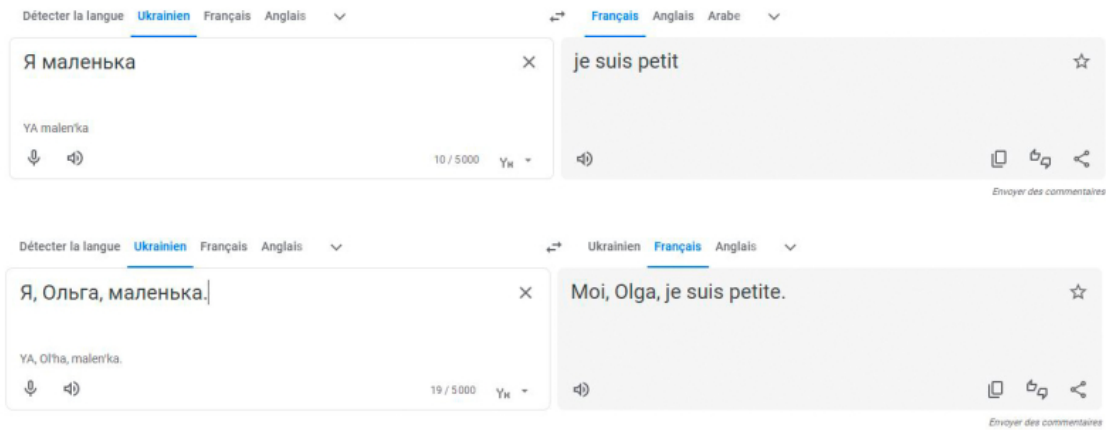 Détecter la langue Ukrainien Français Anglais
Français Anglais Arabe
Я маленька
je suis petit
YA malen'ka
10 / 5000
Envoyer des commentaires
Détecter la langue Ukrainien Français Anglais
Ukrainien Français Anglais
Я, Ольга, маленька.
Moi, Olga, je suis petite.
YA, Olʹha, malen'ka.
19 / 5000
Envoyer des commentaires